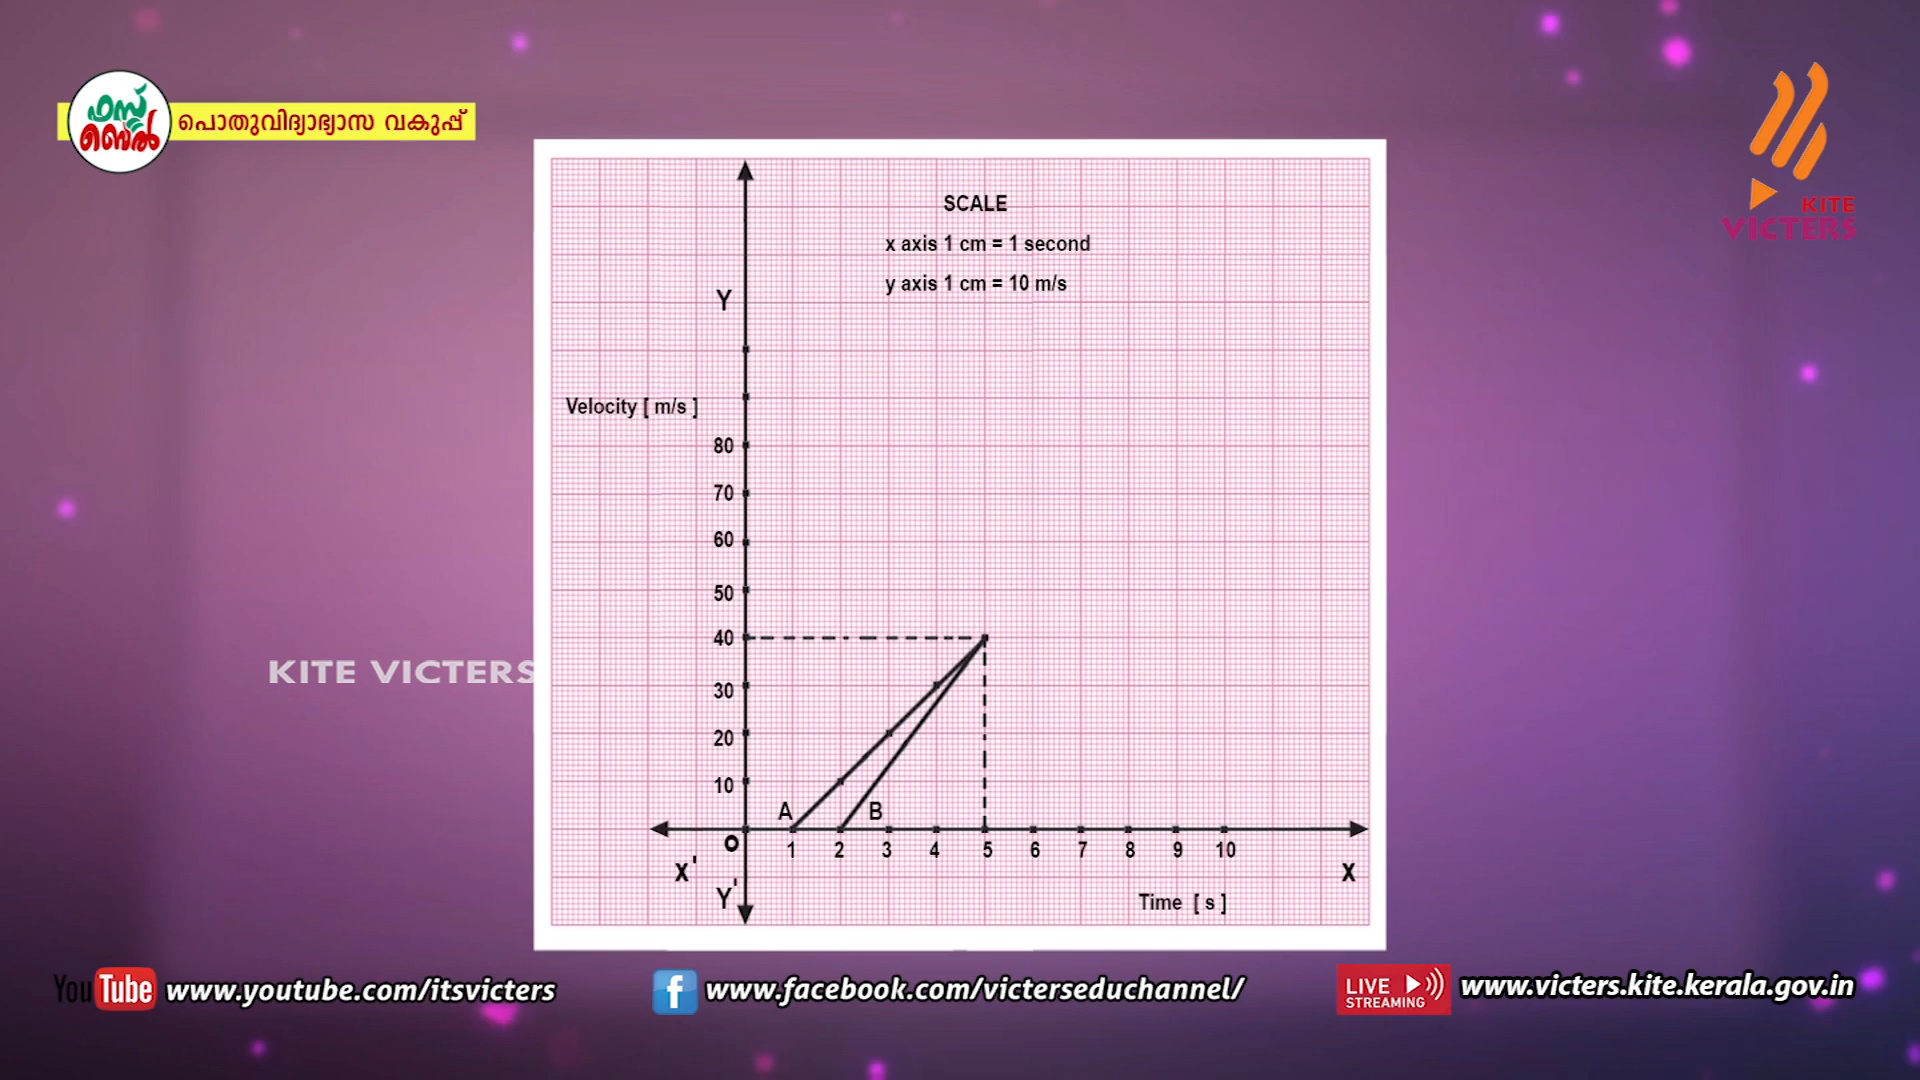 ഫസ്റ്റ്
ബെൽ
പൊതുവിദ്യാഭ്യാസ വകുപ്പ്
KITE
VICTERS
SCALE
x axis 1 cm = 1 second
y axis 1 cm = 10 m/s
Y
Velocity [ m/s ]
80
70
60
50
40
30
20
10
A B
O 1 2 3 4 5 6 7 8 9 10
X' X
Y'
Time [ s ]
KITE VICTERS
YouTube www.youtube.com/itsvicters
f www.facebook.com/victerseduchannel/
LIVE STREAMING www.victers.kite.kerala.gov.in